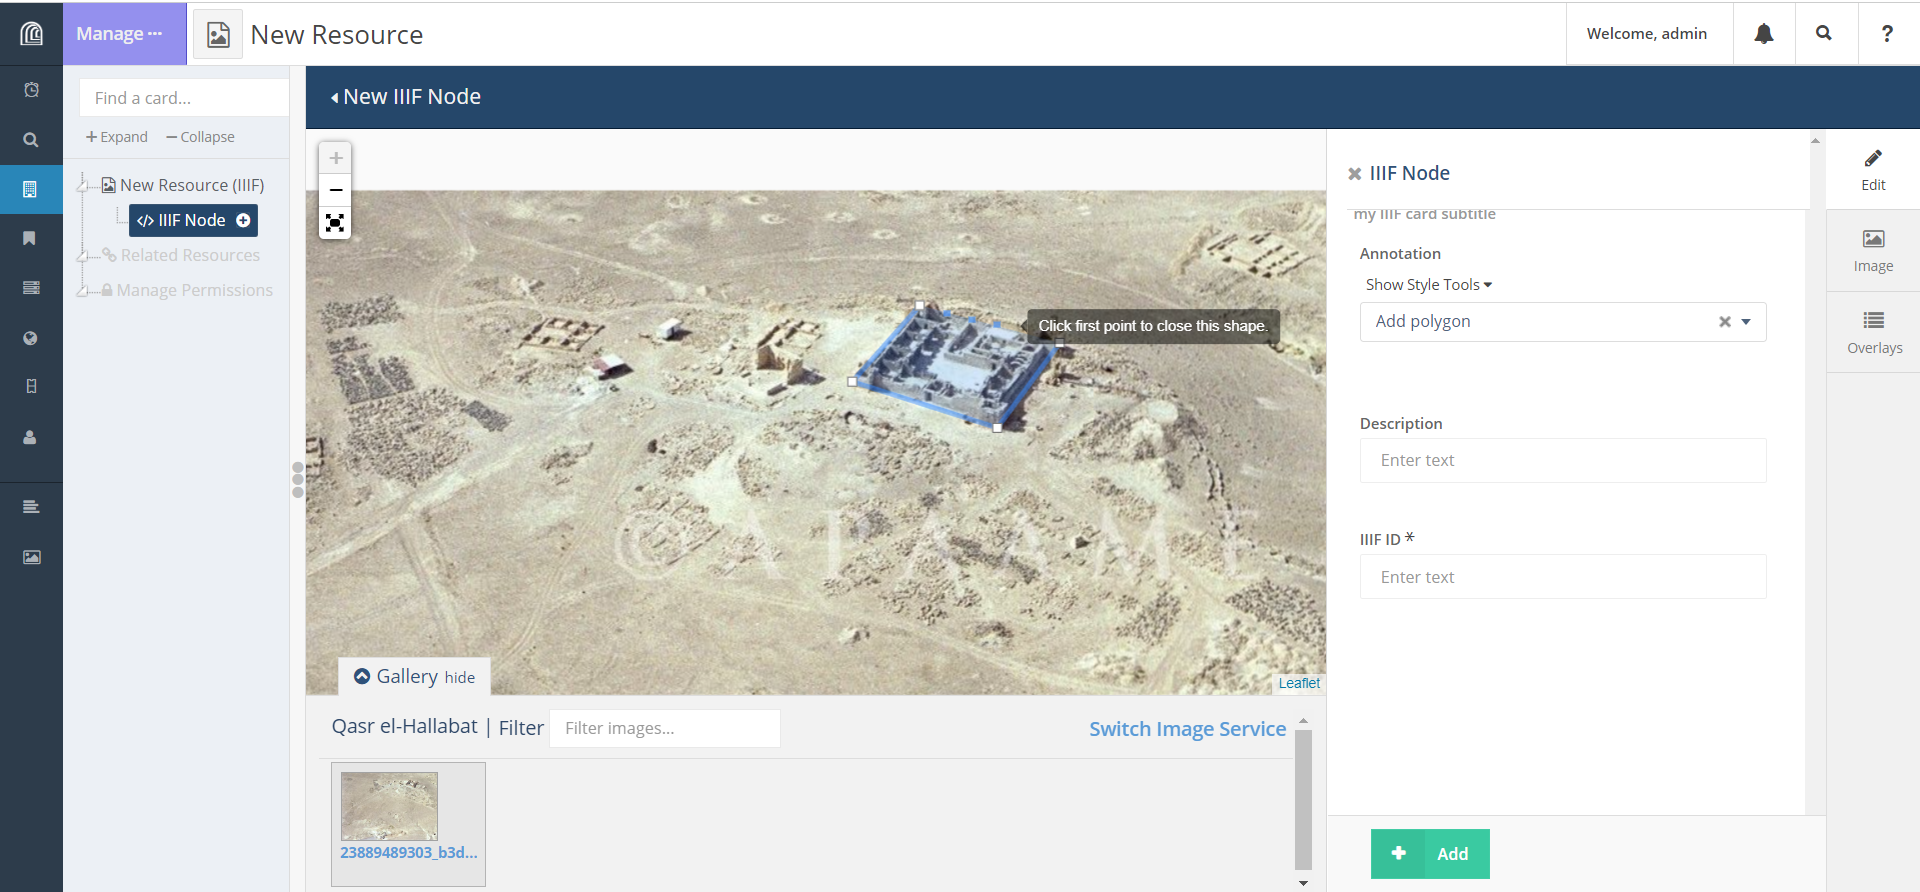 Manage ···
New Resource
Welcome, admin
?
Find a card...
+ Expand
− Collapse
New Resource (IIIF)
</> IIIF Node
Related Resources
Manage Permissions
New IIIF Node
+
−
Click first point to close this shape.
© APAAME
Leaflet
Gallery hide
Qasr el-Hallabat | Filter
Filter images...
Switch Image Service
23889489303_b3d...
IIIF Node
my IIIF card subtitle
Annotation
Show Style Tools
Add polygon
Description
Enter text
IIIF ID *
Enter text
+ Add
Edit
Image
Overlays